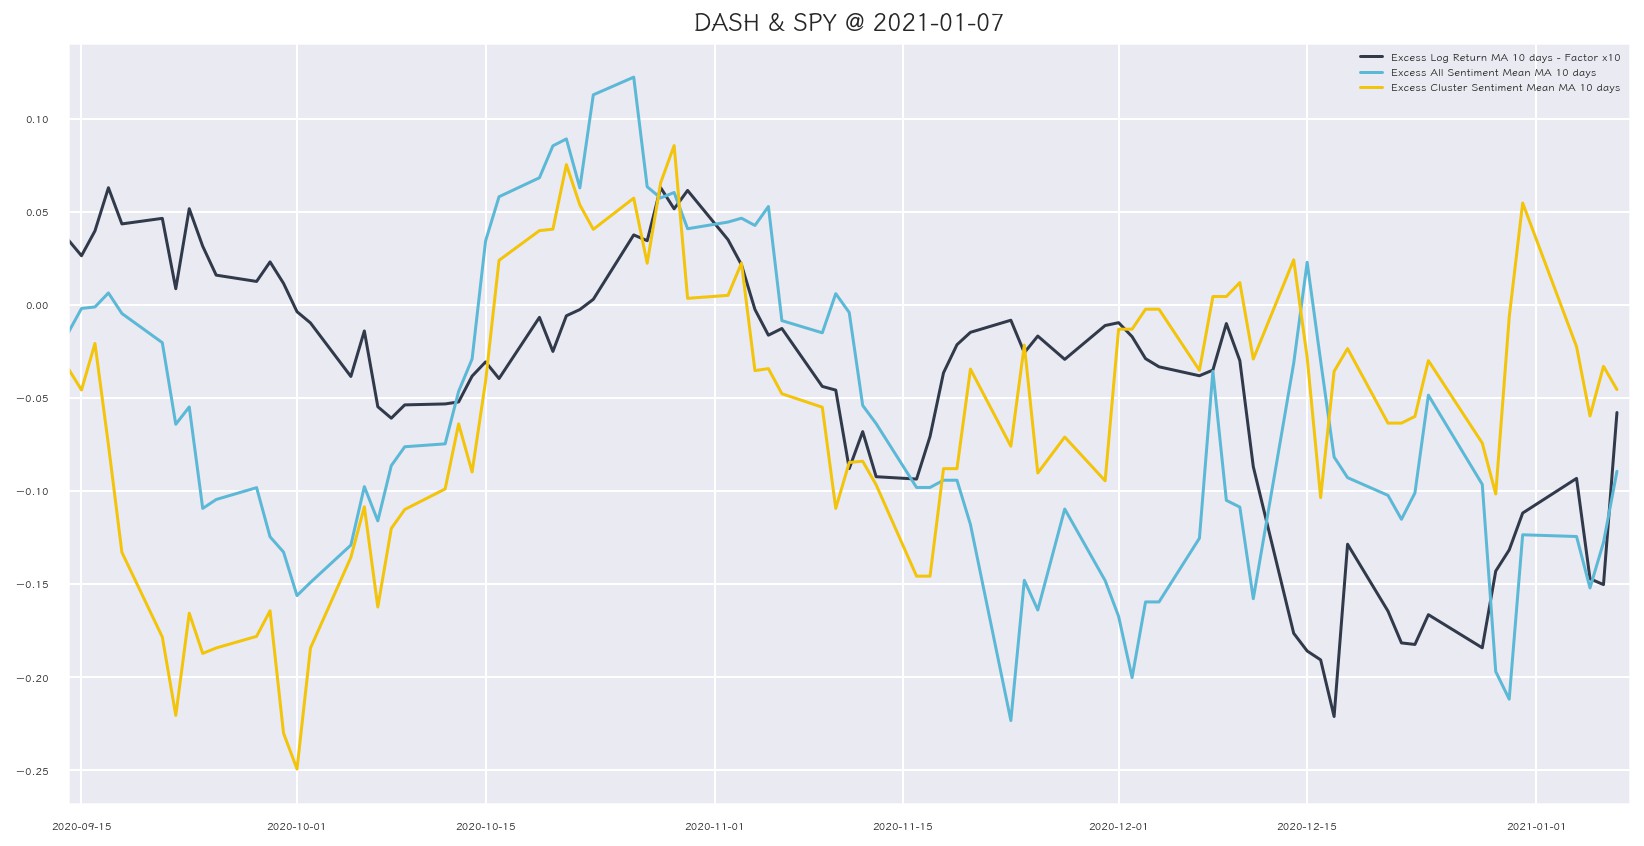 DASH & SPY @ 2021-01-07
Excess Log Return MA 10 days - Factor x10
Excess All Sentiment Mean MA 10 days
Excess Cluster Sentiment Mean MA 10 days
0.10
0.05
0.00
−0.05
−0.10
−0.15
−0.20
−0.25
2020-09-15 2020-10-01 2020-10-15 2020-11-01 2020-11-15 2020-12-01 2020-12-15 2021-01-01